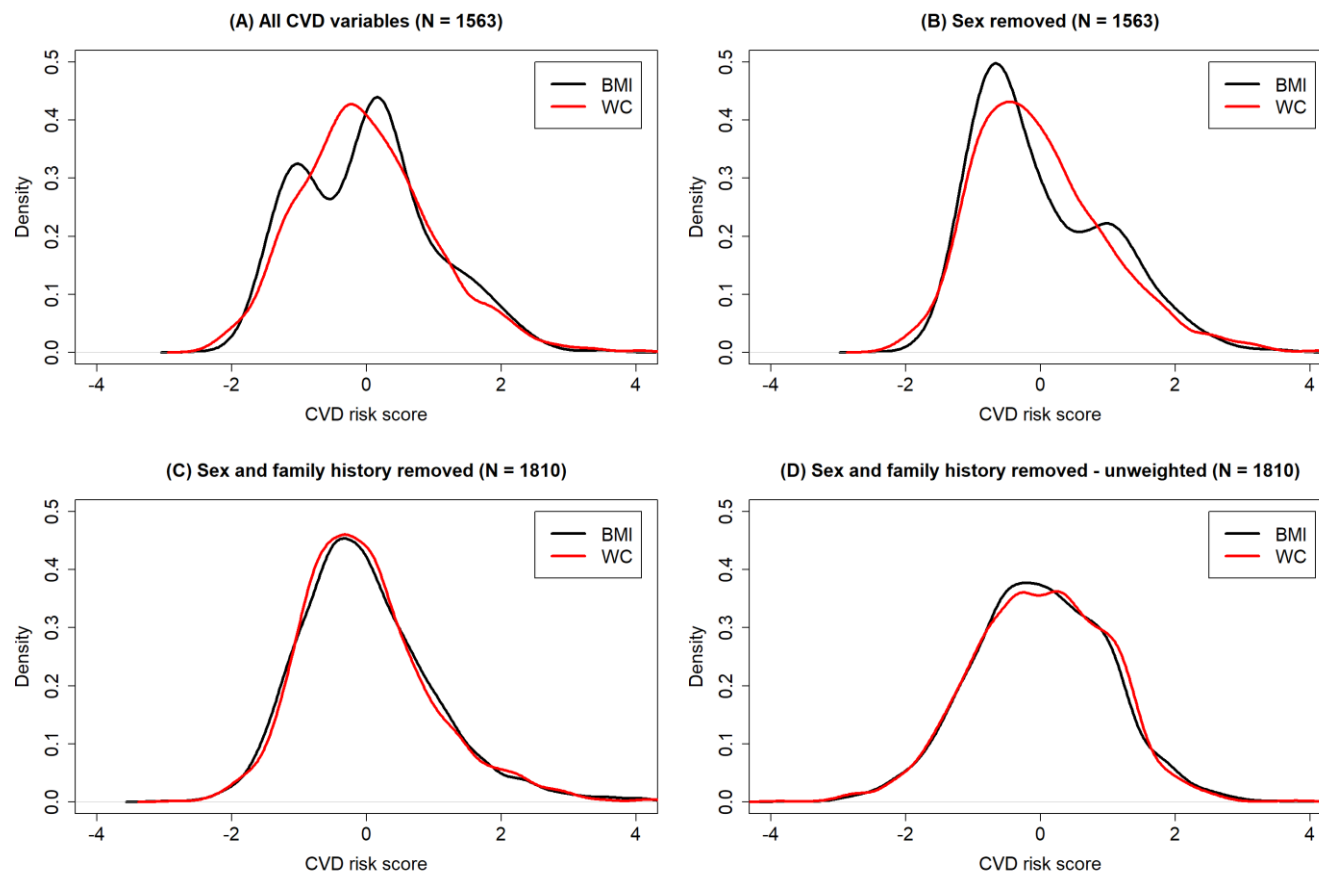 (A) All CVD variables (N = 1563)
Density
0.0 0.1 0.2 0.3 0.4 0.5
BMI
WC
-4 -2 0 2 4
CVD risk score
(B) Sex removed (N = 1563)
Density
0.0 0.1 0.2 0.3 0.4 0.5
BMI
WC
-4 -2 0 2 4
CVD risk score
(C) Sex and family history removed (N = 1810)
Density
0.0 0.1 0.2 0.3 0.4 0.5
BMI
WC
-4 -2 0 2 4
CVD risk score
(D) Sex and family history removed - unweighted (N = 1810)
Density
0.0 0.1 0.2 0.3 0.4 0.5
BMI
WC
-4 -2 0 2 4
CVD risk score